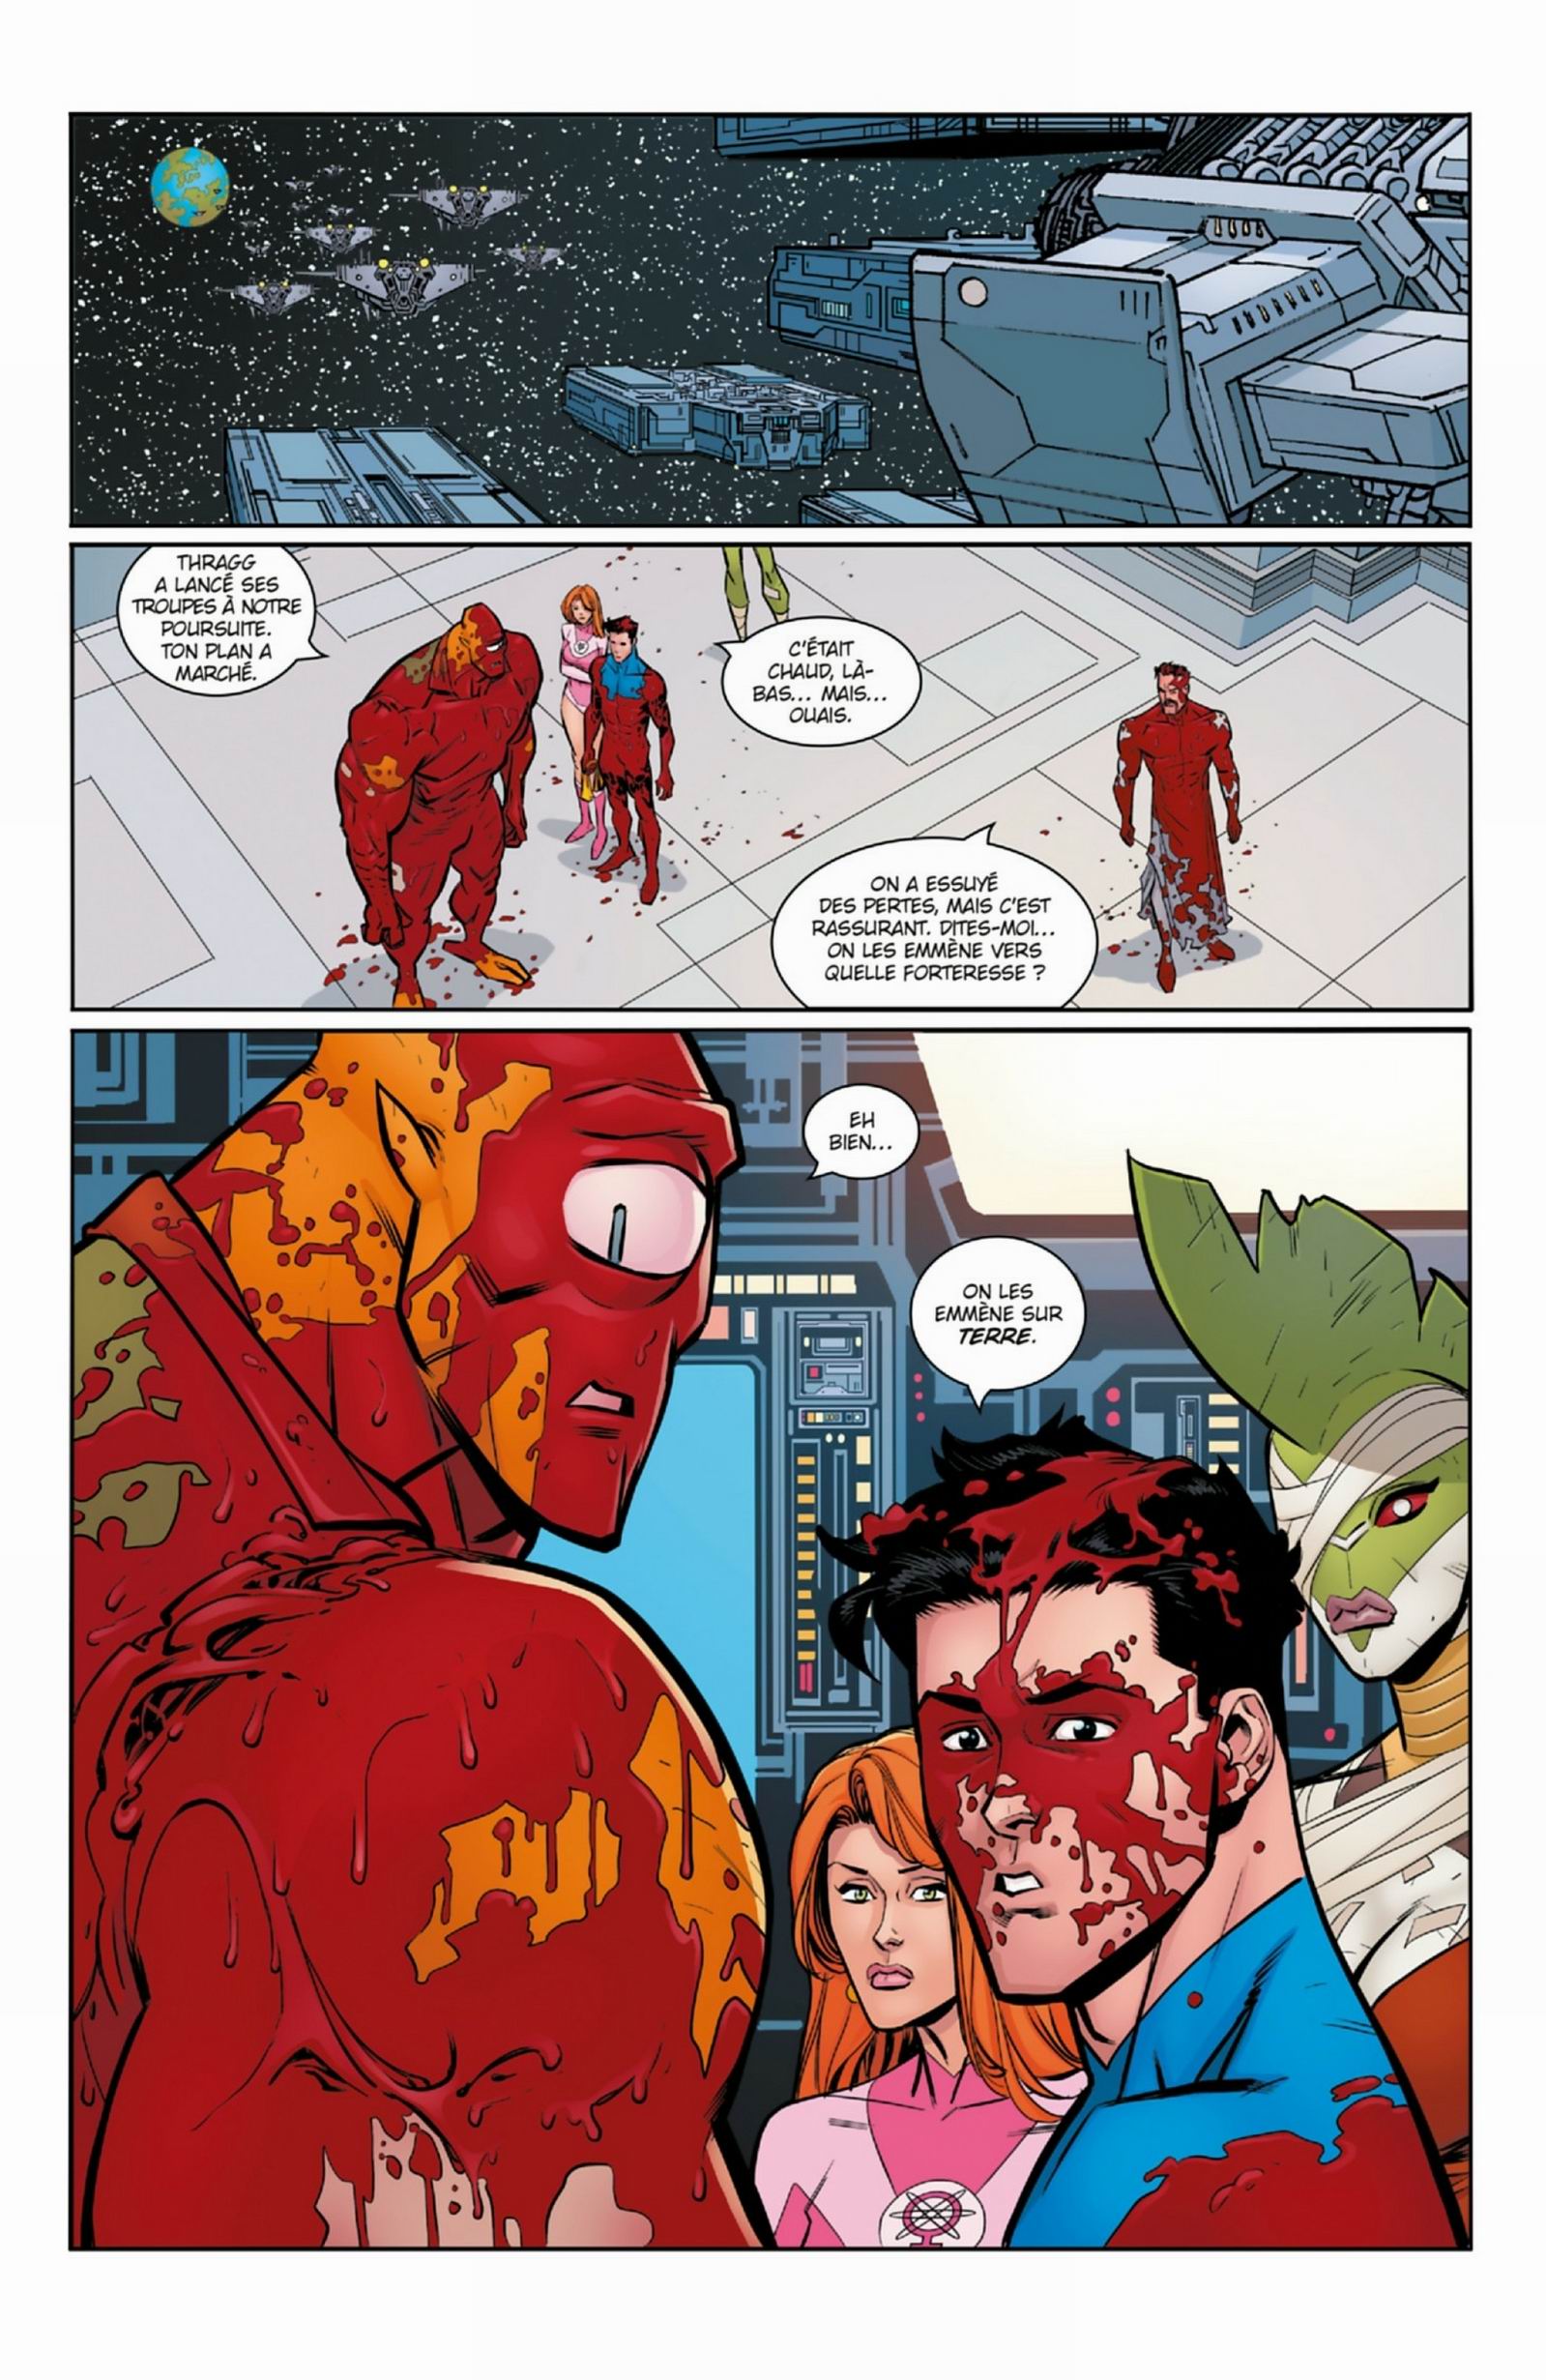 THRAGG
A LANCÉ SES
TROUPES À NOTRE
POURSUITE.
TON PLAN A
MARCHÉ.
C'ÉTAIT
CHAUD, LÀ-
BAS... MAIS...
OUAIS.
ON A ESSUYÉ
DES PERTES, MAIS C'EST
RASSURANT. DITES-MOI...
ON LES EMMÈNE VERS
QUELLE FORTERESSE ?
EH
BIEN...
ON LES
EMMÈNE SUR
TERRE.